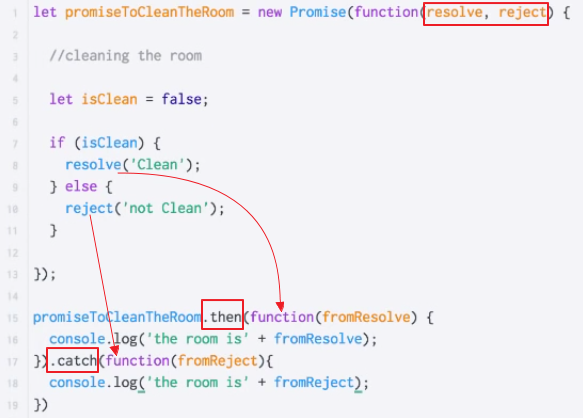 1 let promiseToCleanTheRoom = new Promise(function(resolve, reject) {
2
3 //cleaning the room
4
5 let isClean = false;
6
7 if (isClean) {
8 resolve('Clean');
9 } else {
10 reject('not Clean');
11 }
12
13 });
14
15 promiseToCleanTheRoom.then(function(fromResolve) {
16 console.log('the room is' + fromResolve);
17 }).catch(function(fromReject){
18 console.log('the room is' + fromReject);
19 })